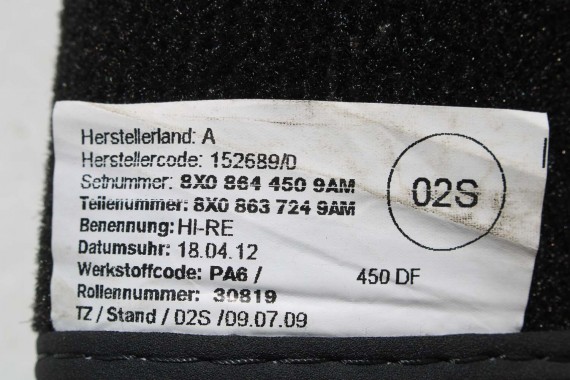 Herstellerland: A
Herstellercode: 152689/D
Setnummer: 8X0 864 450 9AM
Teilenummer: 8X0 863 724 9AM
Benennung: HI-RE
Datumsuhr: 18.04.12
Werkstoffcode: PA6 / 450 DF
Rollennummer: 30819
TZ / Stand / 02S /09.07.09
02S